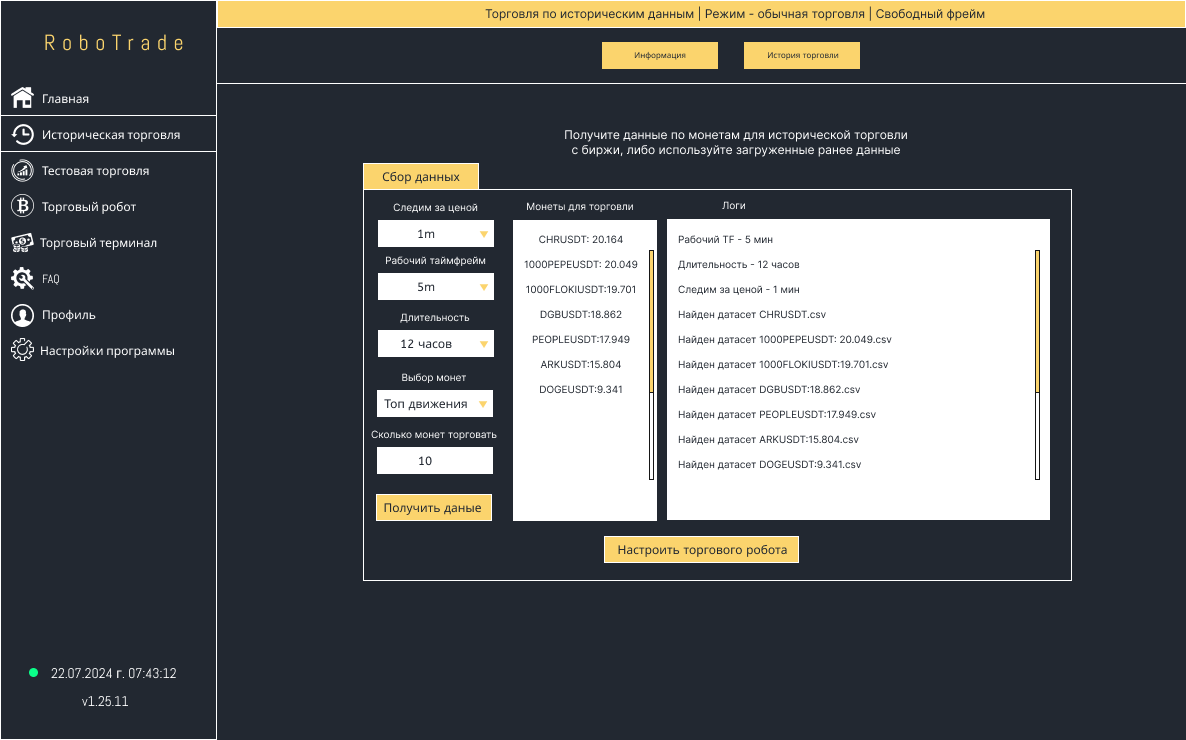 RoboTrade
Главная
Историческая торговля
Тестовая торговля
Торговый робот
Торговый терминал
FAQ
Профиль
Настройки программы
22.07.2024 г. 07:43:12
v1.25.11
Торговля по историческим данным | Режим - обычная торговля | Свободный фрейм
Информация
История торговли
Получите данные по монетам для исторической торговли
с биржи, либо используйте загруженные ранее данные
Сбор данных
Следим за ценой
1m
Рабочий таймфрейм
5m
Длительность
12 часов
Выбор монет
Топ движения
Сколько монет торговать
10
Получить даные
Монеты для торговли
CHRUSDT: 20.164
1000PEPEUSDT: 20.049
1000FLOKIUSDT:19.701
DGBUSDT:18.862
PEOPLEUSDT:17.949
ARKUSDT:15.804
DOGEUSDT:9.341
Логи
Рабочий TF - 5 мин
Длительность - 12 часов
Следим за ценой - 1 мин
Найден датасет CHRUSDT.csv
Найден датасет 1000PEPEUSDT: 20.049.csv
Найден датасет 1000FLOKIUSDT:19.701.csv
Найден датасет DGBUSDT:18.862.csv
Найден датасет PEOPLEUSDT:17.949.csv
Найден датасет ARKUSDT:15.804.csv
Найден датасет DOGEUSDT:9.341.csv
Настроить торгового робота